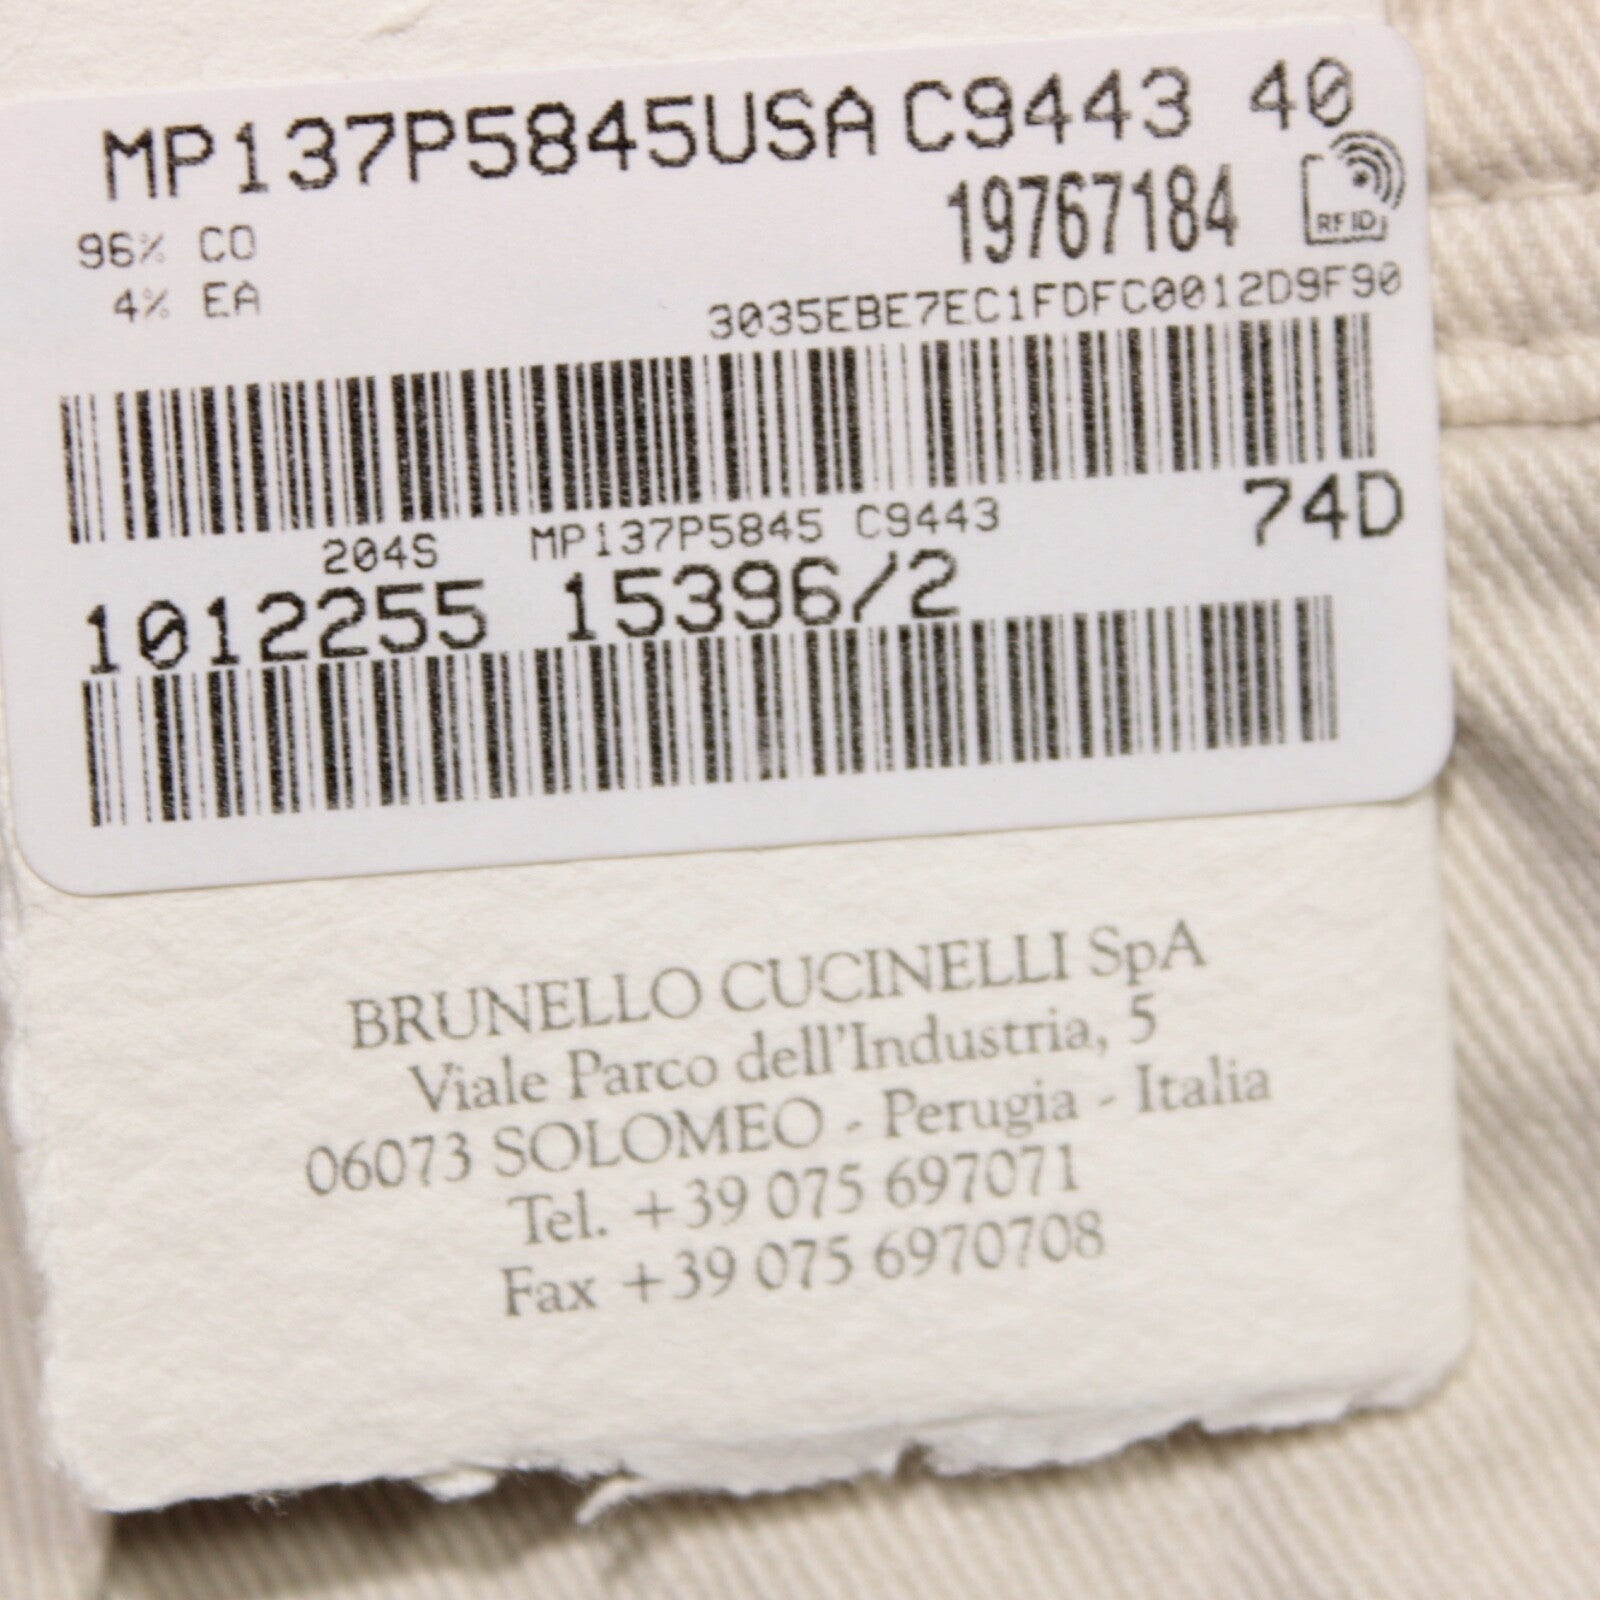 MP137P5845USA C9443 40
96% CO 19767184 RFID
4% EA
3035EBE7EC1FDFC0012D9F90
204S MP137P5845 C9443 74D
1012255 15396/2
BRUNELLO CUCINELLI SpA
Viale Parco dell'Industria, 5
06073 SOLOMEO - Perugia - Italia
Tel. +39 075 697071
Fax +39 075 6970708